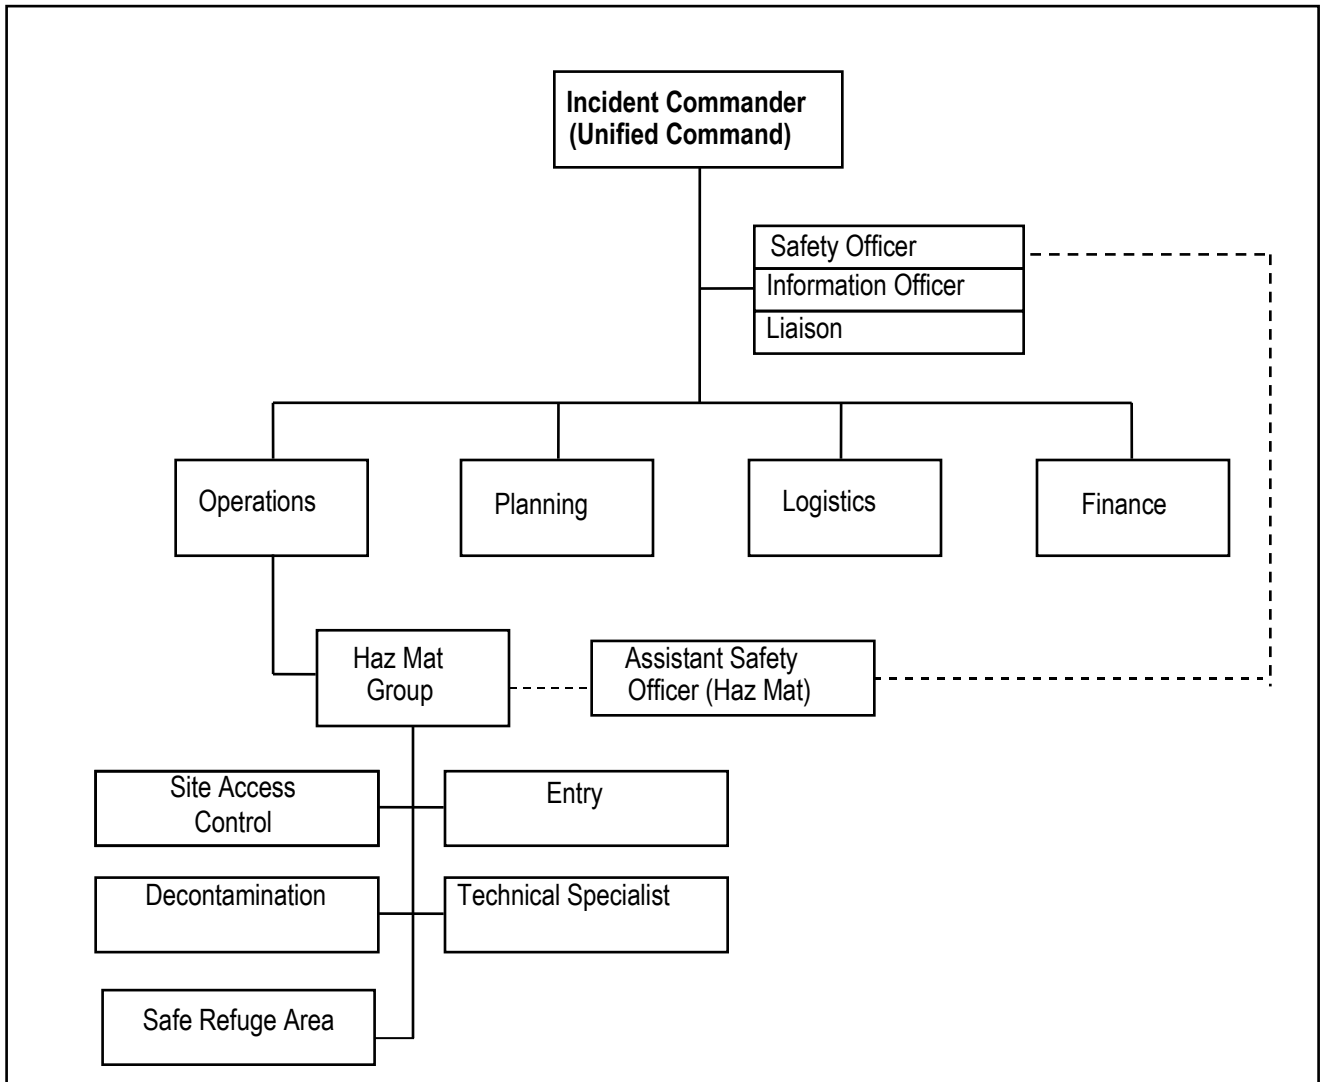 Incident Commander
(Unified Command)
Safety Officer
Information Officer
Liaison
Operations
Planning
Logistics
Finance
Haz Mat
Group
Assistant Safety
Officer (Haz Mat)
Site Access
Control
Entry
Decontamination
Technical Specialist
Safe Refuge Area